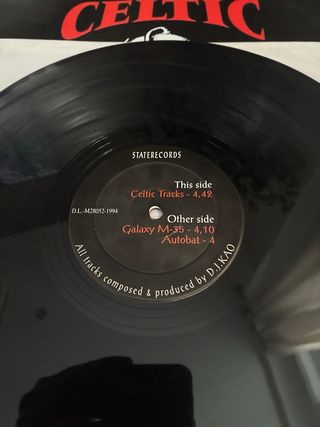 CELTIC
STATERECORDS
This side
Celtic Tracks - 4,42
D.L.-M28052-1994
Other side
Galaxy M-35 - 4,10
Autobat - 4
All tracks composed & produced by D.J.KAO